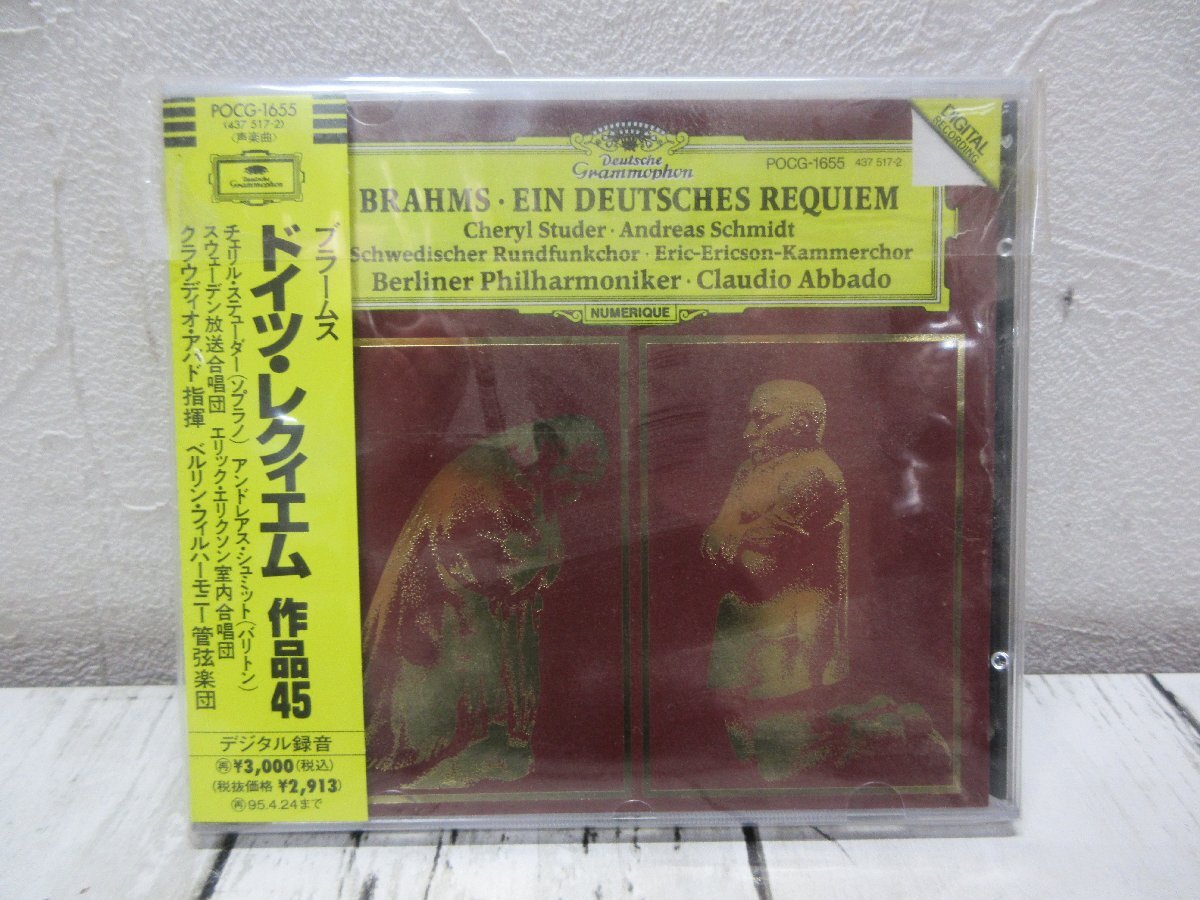 POCG-1655
(437 517-2)
〈声楽曲〉
Deutsche
Grammophon
ブラームス
ドイツ・レクィエム 作品45
チェリル・ステューダー(ソプラノ) アンドレアス・シュミット(バリトン)
スウェーデン放送合唱団 エリック・エリクソン室内合唱団
クラウディオ・アバド指揮 ベルリン・フィルハーモニー管弦楽団
デジタル録音
再 ¥3,000(税込)
(税抜価格 ¥2,913)
再95.4.24まで
Deutsche
Grammophon
POCG-1655 437 517-2
DIGITAL
RECORDING
BRAHMS · EIN DEUTSCHES REQUIEM
Cheryl Studer · Andreas Schmidt
Schwedischer Rundfunkchor · Eric-Ericson-Kammerchor
Berliner Philharmoniker · Claudio Abbado
NUMERIQUE